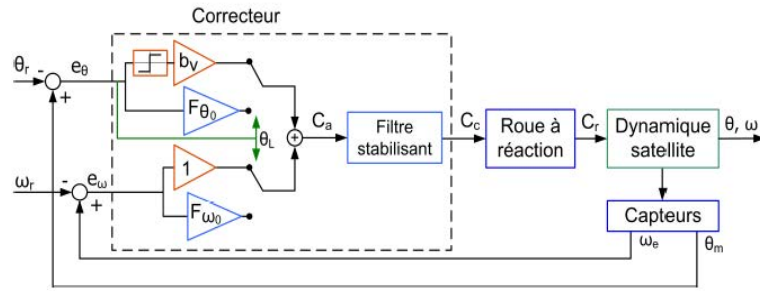 Correcteur
θr
-
+
eθ
bv
Fθ0
θL
+
Ca
Filtre
stabilisant
Cc
Roue à
réaction
Cr
Dynamique
satellite
θ, ω
ωr
-
+
eω
1
Fω0
Capteurs
ωe
θm